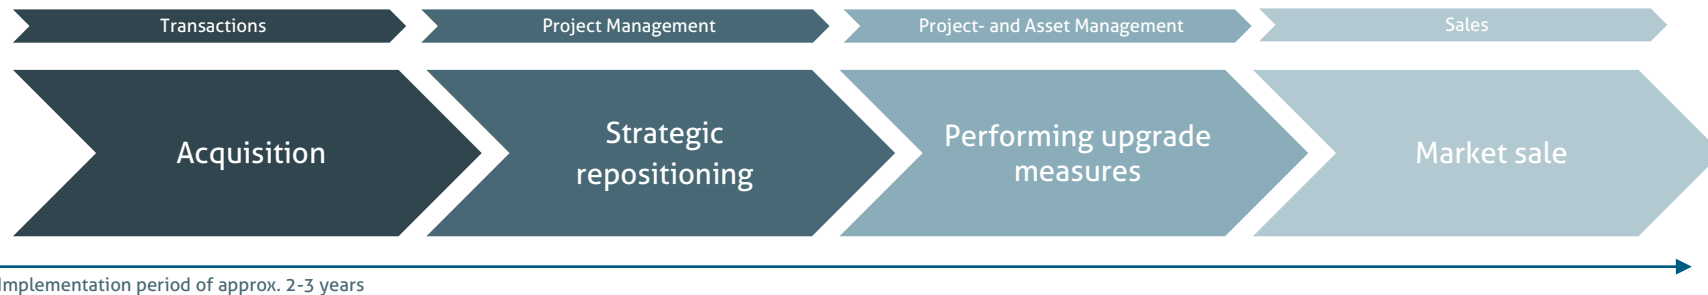 Transactions
Project Management
Project- and Asset Management
Sales
Acquisition
Strategic
repositioning
Performing upgrade
measures
Market sale
Implementation period of approx. 2-3 years